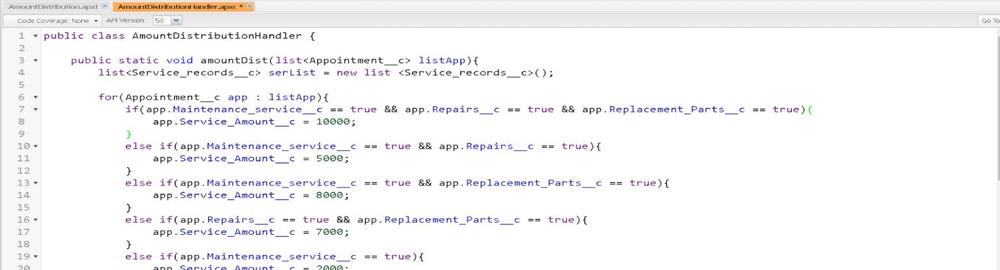 AmountDistribution.apxt AmountDistributionHandler.apxc *
Code Coverage: None API Version: 58 Go To
1 public class AmountDistributionHandler {
2
3 public static void amountDist(list<Appointment__c> listApp){
4 list<Service_records__c> serList = new list <Service_records__c>();
5
6 for(Appointment__c app : listApp){
7 if(app.Maintenance_service__c == true && app.Repairs__c == true && app.Replacement_Parts__c == true){
8 app.Service_Amount__c = 10000;
9 }
10 else if(app.Maintenance_service__c == true && app.Repairs__c == true){
11 app.Service_Amount__c = 5000;
12 }
13 else if(app.Maintenance_service__c == true && app.Replacement_Parts__c == true){
14 app.Service_Amount__c = 8000;
15 }
16 else if(app.Repairs__c == true && app.Replacement_Parts__c == true){
17 app.Service_Amount__c = 7000;
18 }
19 else if(app.Maintenance_service__c == true){
20 app.Service_Amount__c = 2000;